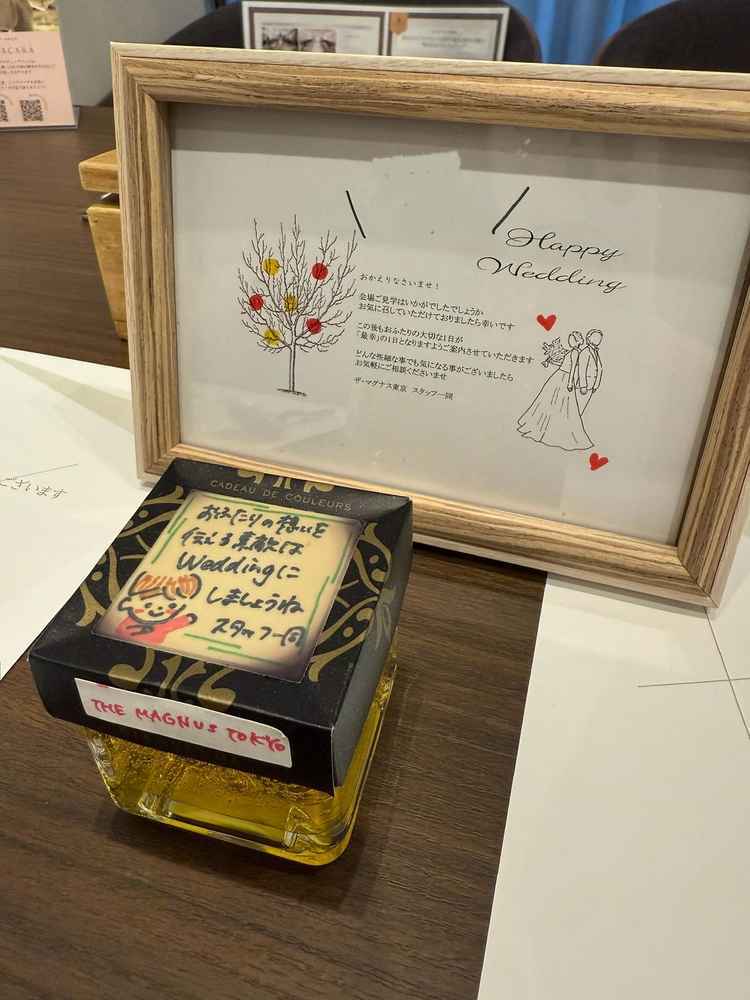 Happy
Wedding
おかえりなさいませ！
会場ご見学はいかがでしたでしょうか
お気に召していただけておりましたら幸いです
この後もおふたりの大切な1日が
「最幸」の1日となりますようご案内させていただきます
どんな些細な事でも気になる事がございましたら
お気軽にご相談くださいませ
ザ・マグナス東京 スタッフ一同
CADEAU DE COULEURS
おふたりの想いを
伝える素敵な
Weddingに
しましょうね
スタッフ一同
THE MAGNUS TOKYO
ございます